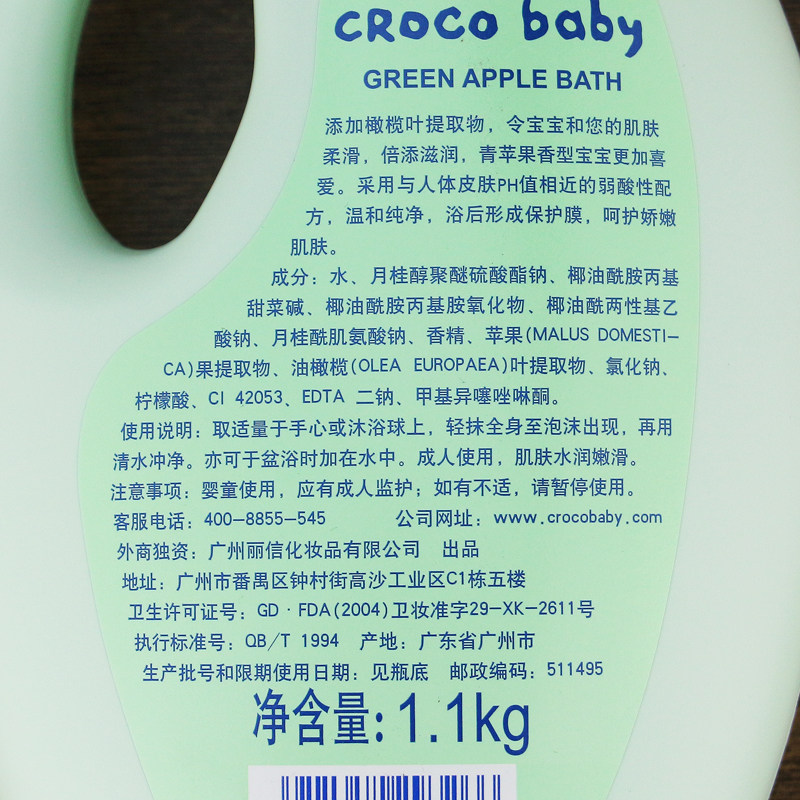 croco baby
GREEN APPLE BATH
添加橄榄叶提取物，令宝宝和您的肌肤
柔滑，倍添滋润，青苹果香型宝宝更加喜
爱。采用与人体皮肤PH值相近的弱酸性配
方，温和纯净，浴后形成保护膜，呵护娇嫩
肌肤。
成分：水、月桂醇聚醚硫酸酯钠、椰油酰胺丙基
甜菜碱、椰油酰胺丙基胺氧化物、椰油酰两性基乙
酸钠、月桂酰肌氨酸钠、香精、苹果(MALUS DOMESTI-
CA)果提取物、油橄榄(OLEA EUROPAEA)叶提取物、氯化钠、
柠檬酸、CI 42053、EDTA 二钠、甲基异噻唑啉酮。
使用说明：取适量于手心或沐浴球上，轻抹全身至泡沫出现，再用
清水冲净。亦可于盆浴时加在水中。成人使用，肌肤水润嫩滑。
注意事项：婴童使用，应有成人监护；如有不适，请暂停使用。
客服电话：400-8855-545 公司网址：www.crocobaby.com
外商独资：广州丽信化妆品有限公司 出品
地址：广州市番禺区钟村街高沙工业区C1栋五楼
卫生许可证号：GD·FDA(2004)卫妆准字29-XK-2611号
执行标准号：QB/T 1994 产地：广东省广州市
生产批号和限期使用日期：见瓶底 邮政编码：511495
净含量：1.1kg